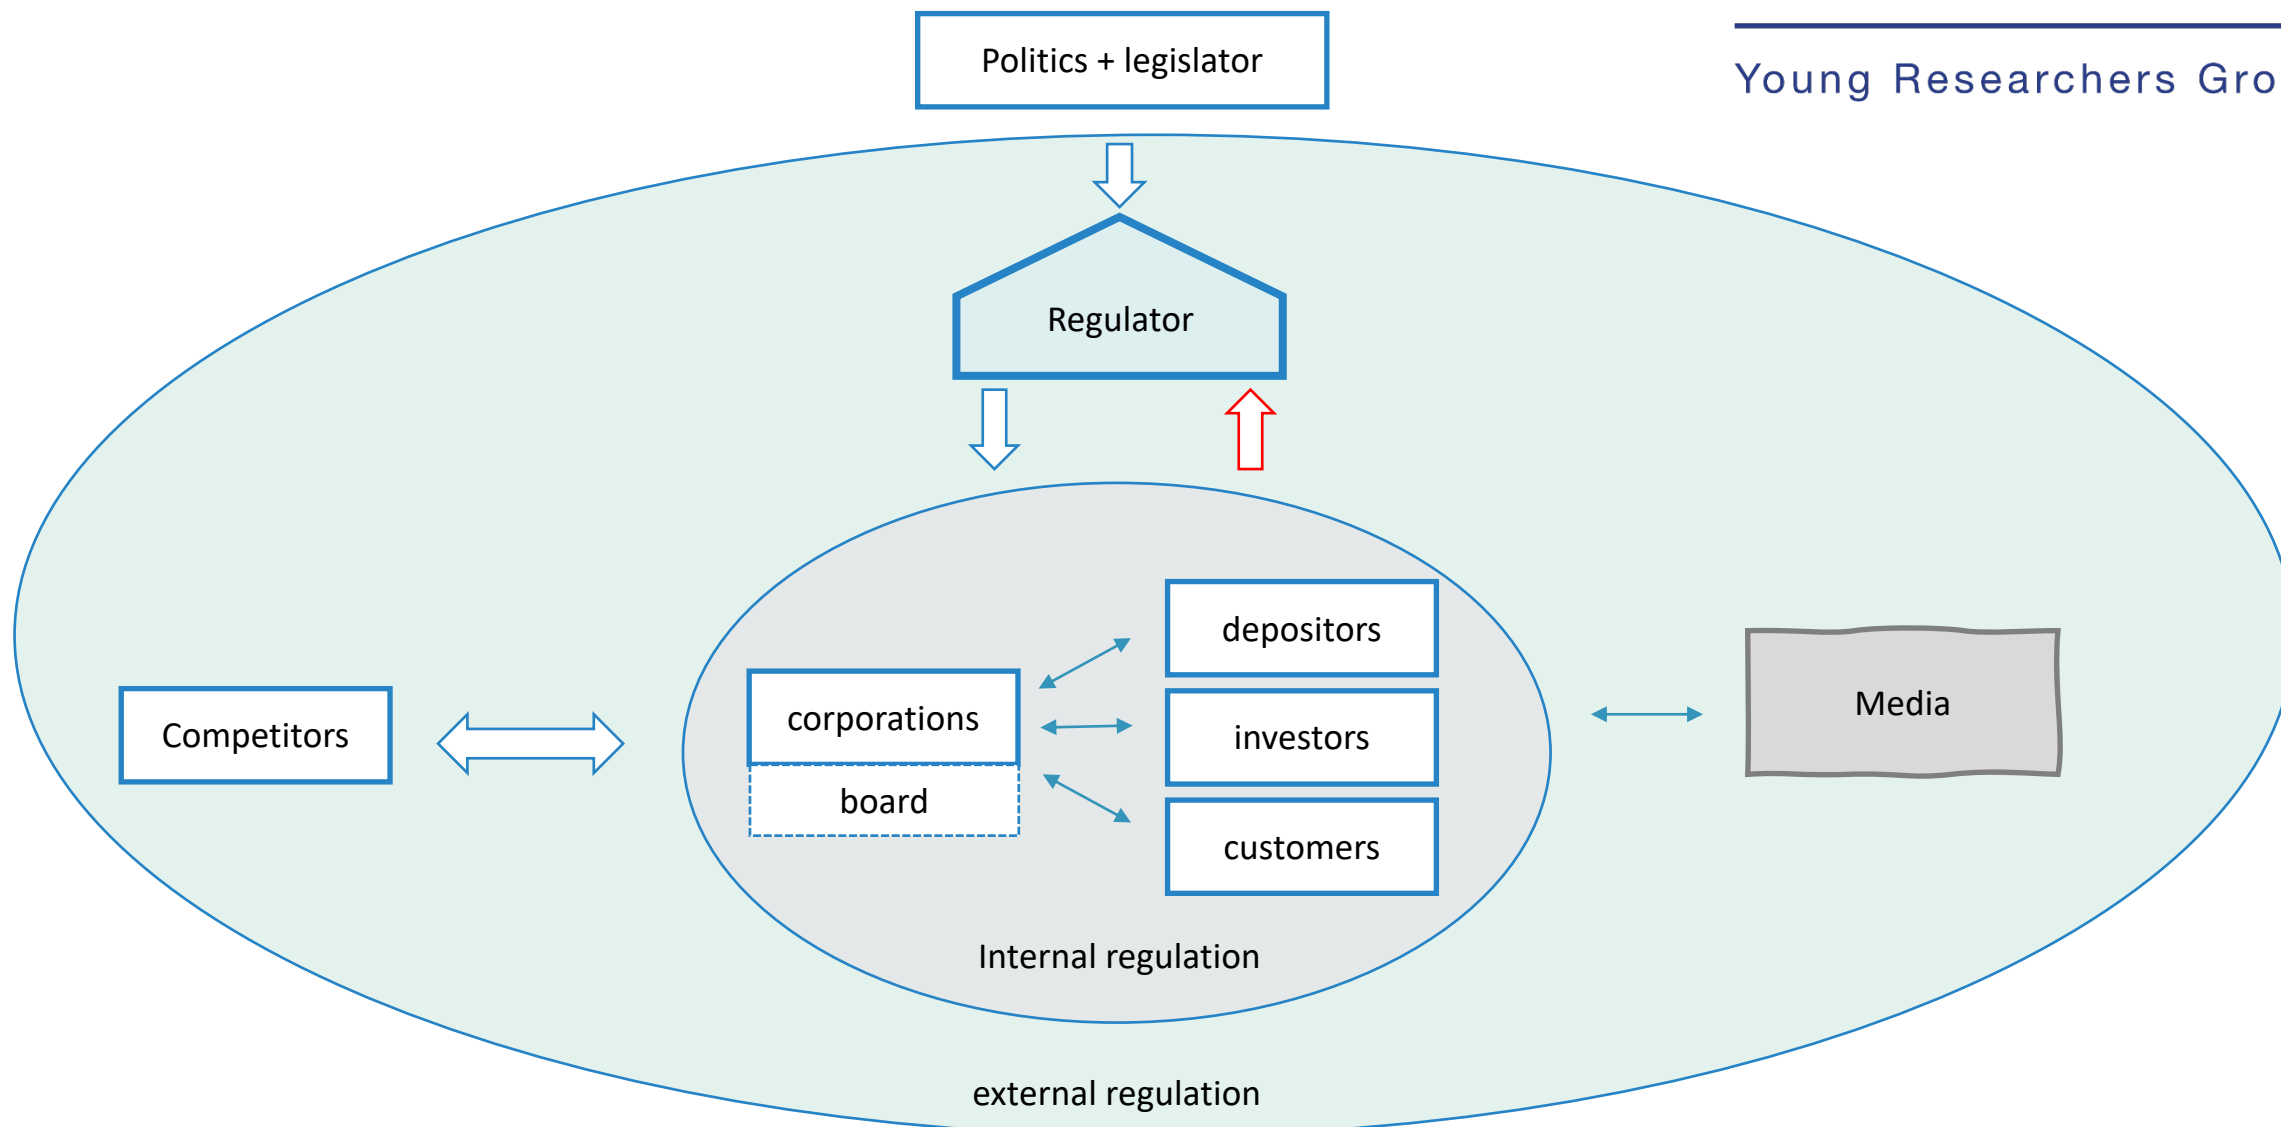 Politics + legislator
Young Researchers Gro
Regulator
depositors
corporations
investors
board
customers
Competitors
Media
Internal regulation
external regulation